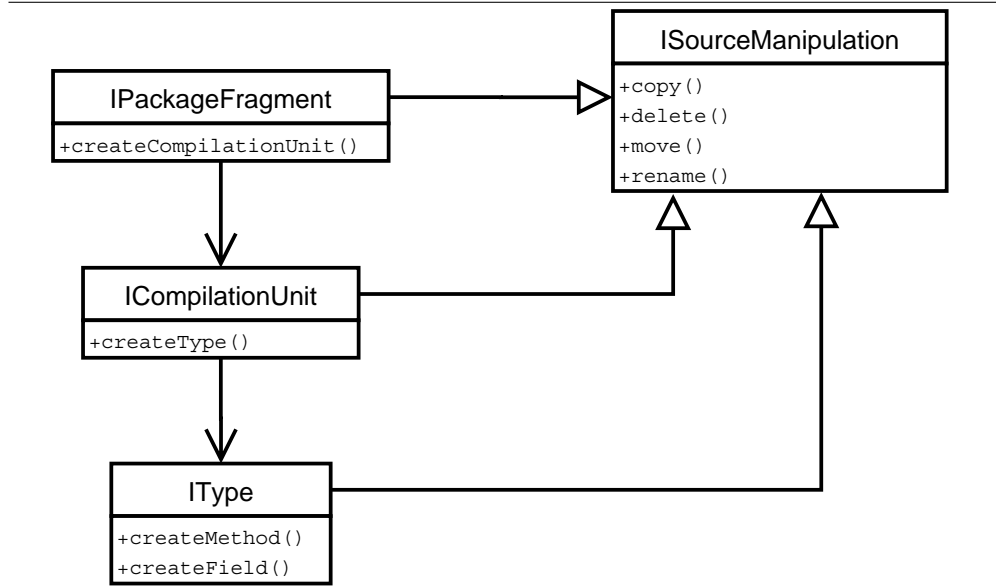 ISourceManipulation
+copy()
+delete()
+move()
+rename()
IPackageFragment
+createCompilationUnit()
ICompilationUnit
+createType()
IType
+createMethod()
+createField()